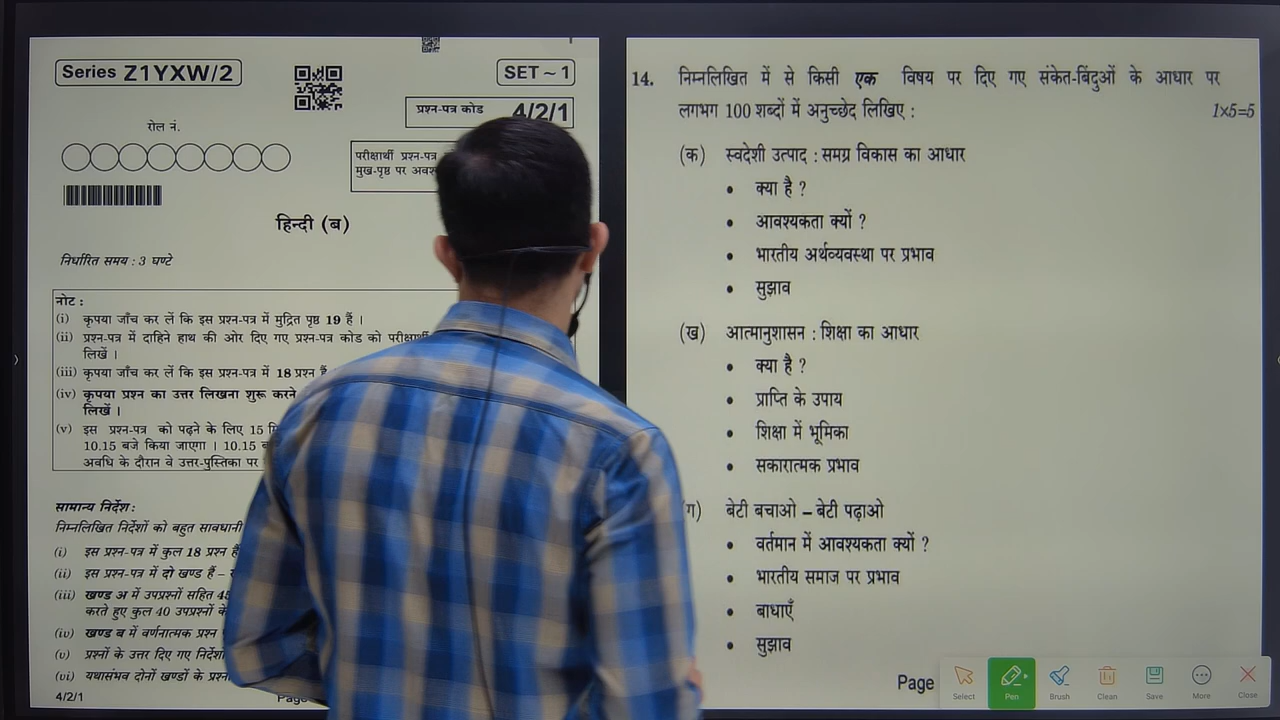 Series Z1YXW/2
SET ~ 1
प्रश्न-पत्र कोड 4/2/1
रोल नं.
परीक्षार्थी प्रश्न-पत्र
मुख-पृष्ठ पर
हिन्दी (ब)
निर्धारित समय : 3 घण्टे
नोट :
(i) कृपया जाँच कर लें कि इस प्रश्न-पत्र में मुद्रित पृष्ठ 19 हैं ।
(ii) प्रश्न-पत्र में दाहिने हाथ की ओर दिए गए प्रश्न-पत्र कोड को
लिखें ।
(iii) कृपया जाँच कर लें कि इस प्रश्न-पत्र में 18 प्रश्न
(iv) कृपया प्रश्न का उत्तर लिखना शुरू करने
लिखें ।
(v) इस प्रश्न-पत्र को पढ़ने के लिए 15
10.15 बजे किया जाएगा । 10.15
अवधि के दौरान वे उत्तर-पुस्तिका पर
सामान्य निर्देश :
निम्नलिखित निर्देशों को बहुत सावधानी
(i) इस प्रश्न-पत्र में कुल 18 प्रश्न
(ii) इस प्रश्न-पत्र में दो खण्ड हैं –
(iii) खण्ड अ में उपप्रश्नों सहित 45
करते हुए कुल 40 उपप्रश्नों के
(iv) खण्ड ब में वर्णनात्मक प्रश्न
(v) प्रश्नों के उत्तर दिए गए
(vi) यथासंभव दोनों खण्डों के
4/2/1
Page
14. निम्नलिखित में से किसी एक विषय पर दिए गए संकेत-बिंदुओं के आधार पर
लगभग 100 शब्दों में अनुच्छेद लिखिए : 1×5=5
(क) स्वदेशी उत्पाद : समग्र विकास का आधार
• क्या है ?
• आवश्यकता क्यों ?
• भारतीय अर्थव्यवस्था पर प्रभाव
• सुझाव
(ख) आत्मानुशासन : शिक्षा का आधार
• क्या है ?
• प्राप्ति के उपाय
• शिक्षा में भूमिका
• सकारात्मक प्रभाव
(ग) बेटी बचाओ – बेटी पढ़ाओ
• वर्तमान में आवश्यकता क्यों ?
• भारतीय समाज पर प्रभाव
• बाधाएँ
• सुझाव
Page
Select Pen Brush Clean Save More Close